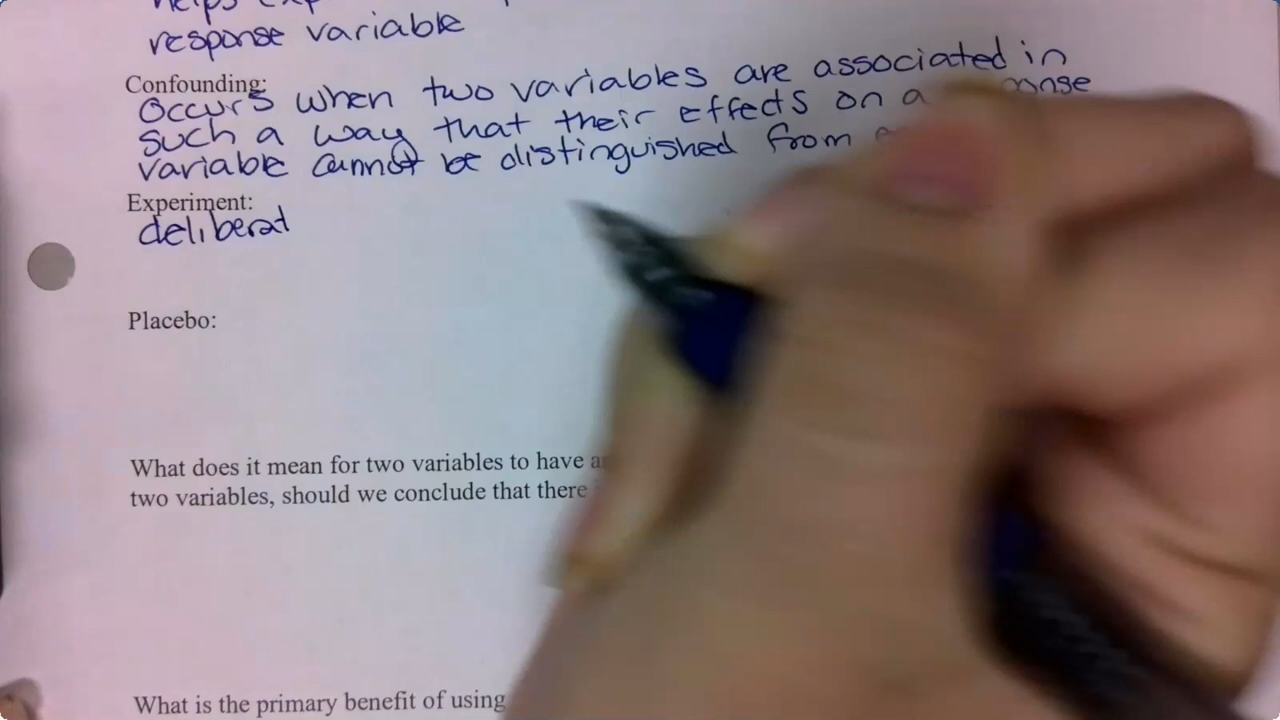 helps
response variable
Confounding:
occurs when two variables are associated in
such a way that their effects on a
variable cannot be distinguished from
Experiment:
deliberat
Placebo:
What does it mean for two variables to have
two variables, should we conclude that there
What is the primary benefit of using